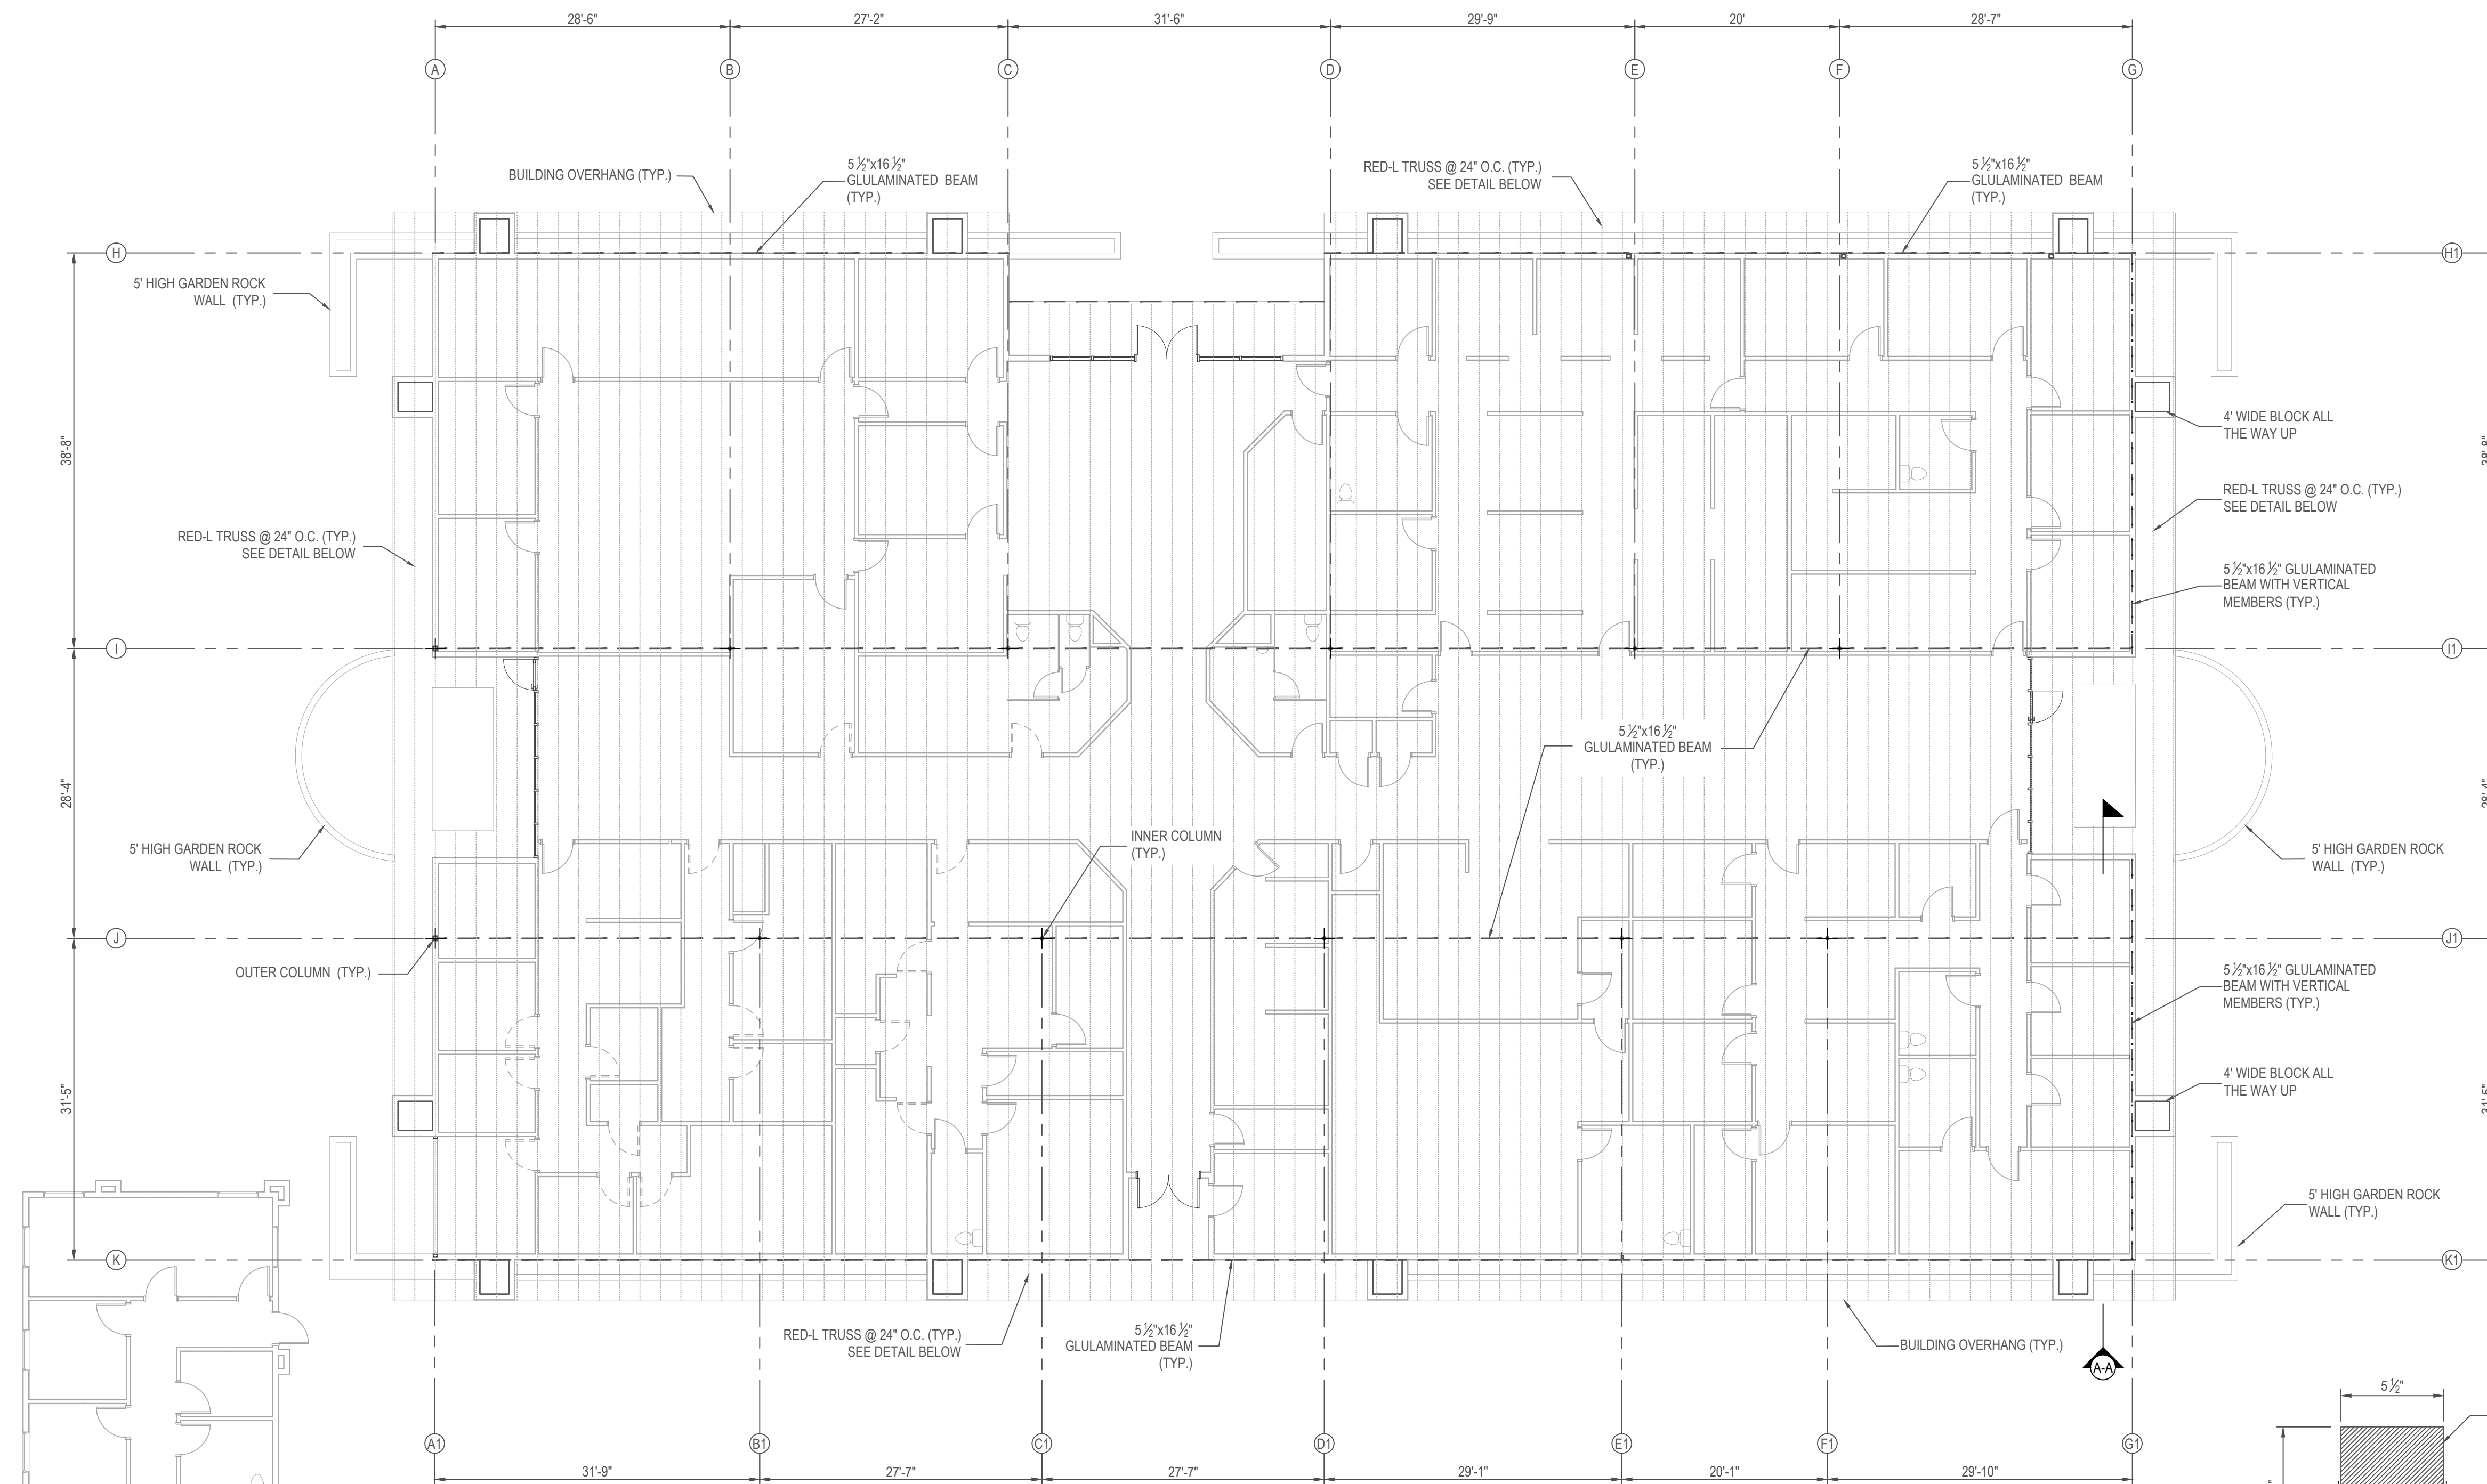 28'-6"
27'-2"
31'-6"
29'-9"
20'
28'-7"
A
B
C
D
E
F
G
BUILDING OVERHANG (TYP.)
5 ½"x16 ½"
GLULAMINATED BEAM
(TYP.)
RED-L TRUSS @ 24" O.C. (TYP.)
SEE DETAIL BELOW
5 ½"x16 ½"
GLULAMINATED BEAM
(TYP.)
H
H1
5' HIGH GARDEN ROCK
WALL (TYP.)
38'-8"
38'-8"
4' WIDE BLOCK ALL
THE WAY UP
RED-L TRUSS @ 24" O.C. (TYP.)
SEE DETAIL BELOW
RED-L TRUSS @ 24" O.C. (TYP.)
SEE DETAIL BELOW
5 ½"x16 ½" GLULAMINATED
BEAM WITH VERTICAL
MEMBERS (TYP.)
I
I1
5 ½"x16 ½"
GLULAMINATED BEAM
(TYP.)
28'-4"
28'-4"
INNER COLUMN
(TYP.)
5' HIGH GARDEN ROCK
WALL (TYP.)
5' HIGH GARDEN ROCK
WALL (TYP.)
J
J1
OUTER COLUMN (TYP.)
5 ½"x16 ½" GLULAMINATED
BEAM WITH VERTICAL
MEMBERS (TYP.)
31'-5"
31'-5"
4' WIDE BLOCK ALL
THE WAY UP
5' HIGH GARDEN ROCK
WALL (TYP.)
K
K1
RED-L TRUSS @ 24" O.C. (TYP.)
SEE DETAIL BELOW
5 ½"x16 ½"
GLULAMINATED BEAM
(TYP.)
BUILDING OVERHANG (TYP.)
A-A
5 ½"
A1
B1
C1
D1
E1
F1
G1
31'-9"
27'-7"
27'-7"
29'-1"
20'-1"
29'-10"